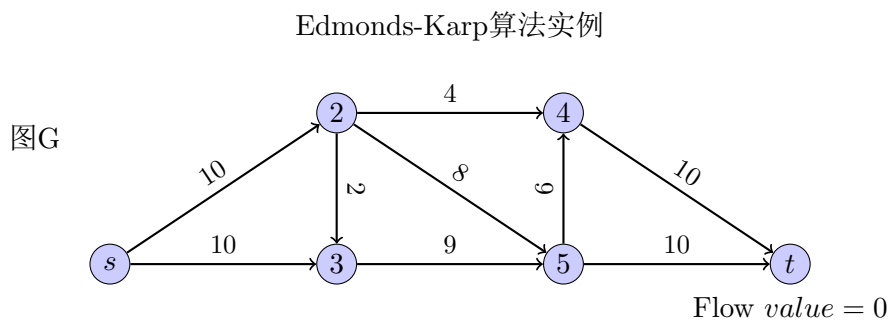 Edmonds-Karp算法实例
图G
2
4
4
10
2
8
6
10
s
10
3
9
5
10
t
Flow value = 0